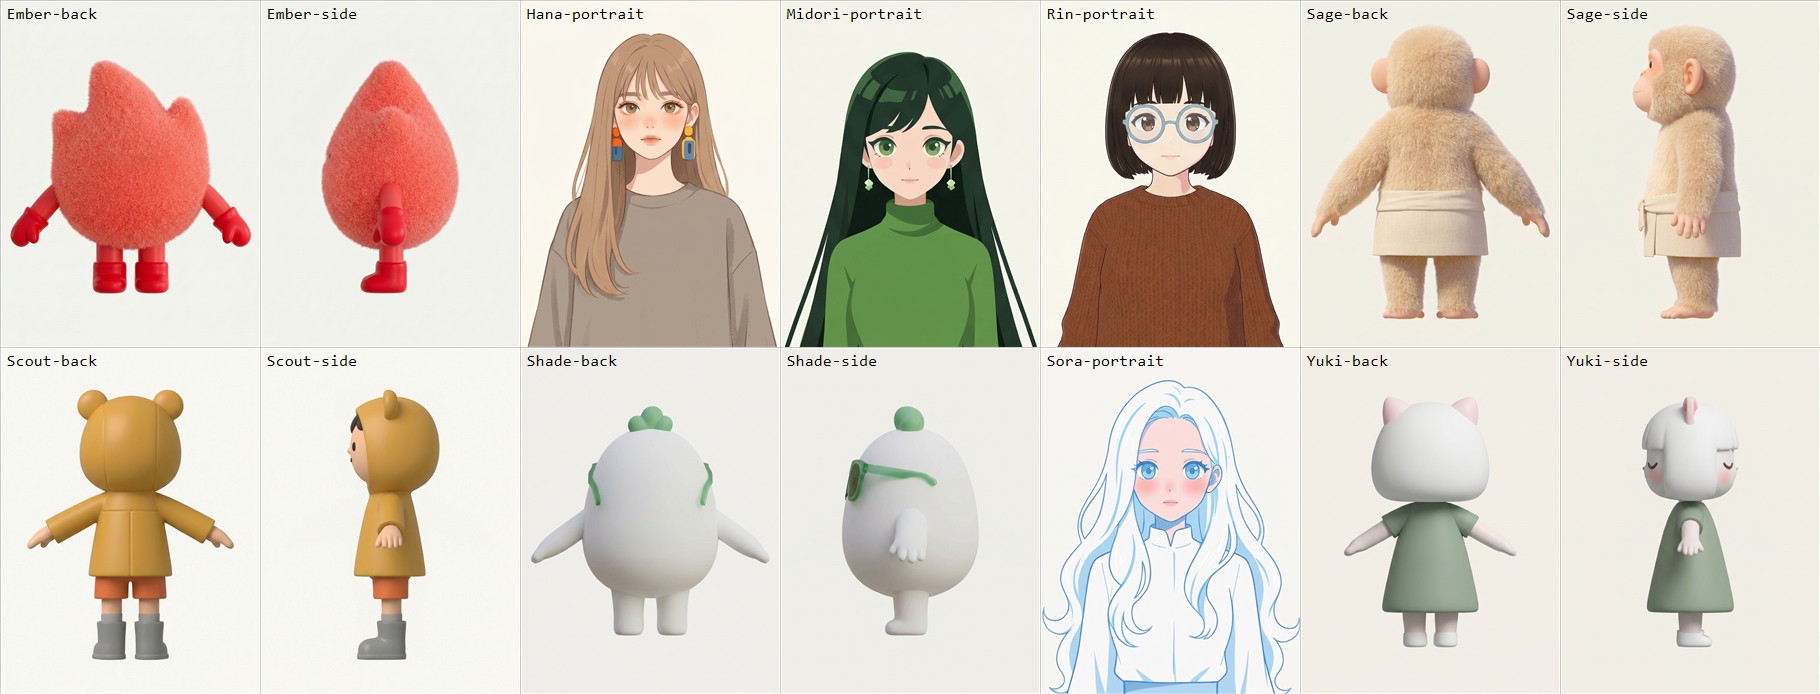 Ember-back
Ember-side
Hana-portrait
Midori-portrait
Rin-portrait
Sage-back
Sage-side
Scout-back
Scout-side
Shade-back
Shade-side
Sora-portrait
Yuki-back
Yuki-side